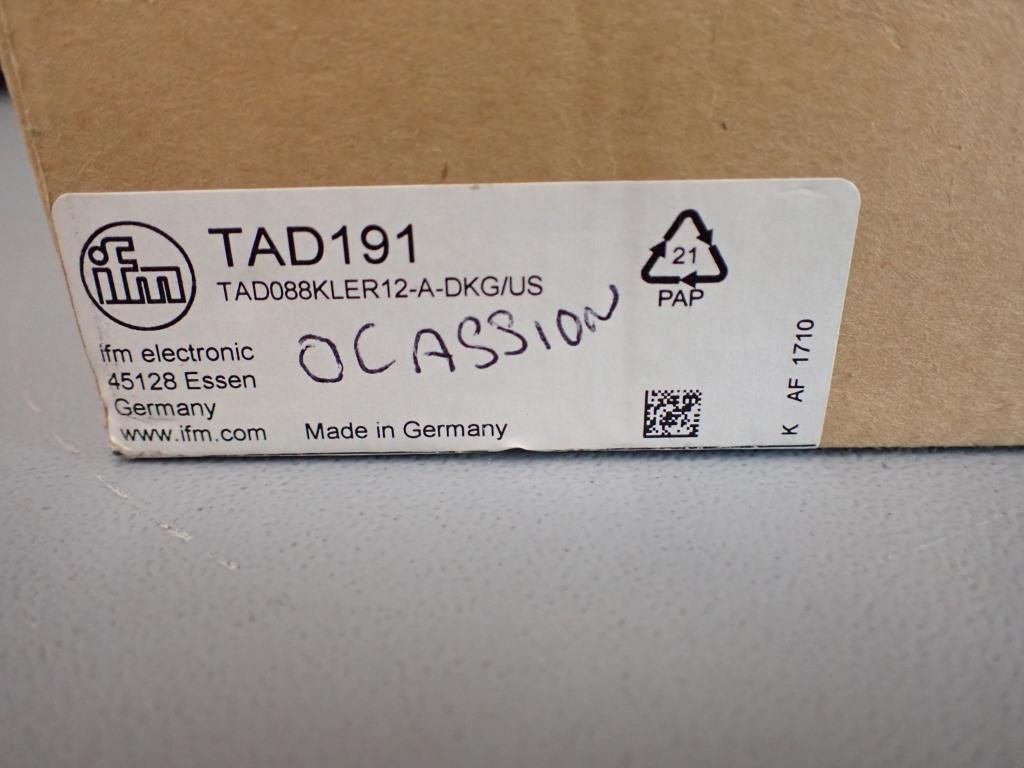 ifm
TAD191
TAD088KLER12-A-DKG/US
21
PAP
OCASSION
ifm electronic
45128 Essen
Germany
www.ifm.com
Made in Germany
K AF 1710